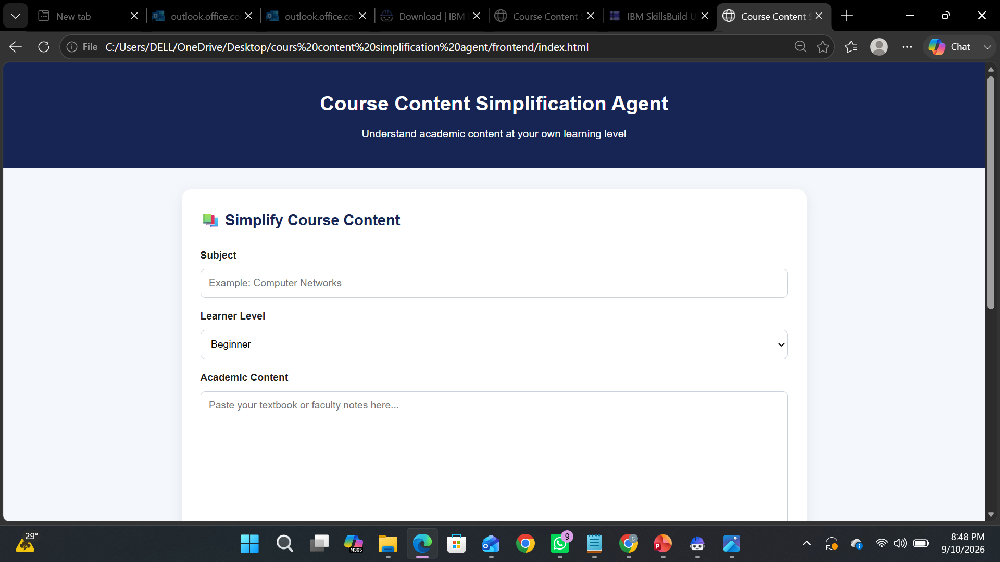 New tab
outlook.office.co
outlook.office.co
Download | IBM
Course Content S
IBM SkillsBuild U
Course Content S
File C:/Users/DELL/OneDrive/Desktop/cours%20content%20simplification%20agent/frontend/index.html
Chat
Course Content Simplification Agent
Understand academic content at your own learning level
Simplify Course Content
Subject
Example: Computer Networks
Learner Level
Beginner
Academic Content
Paste your textbook or faculty notes here...
29°
M365
9
C
P
8:48 PM
9/10/2026